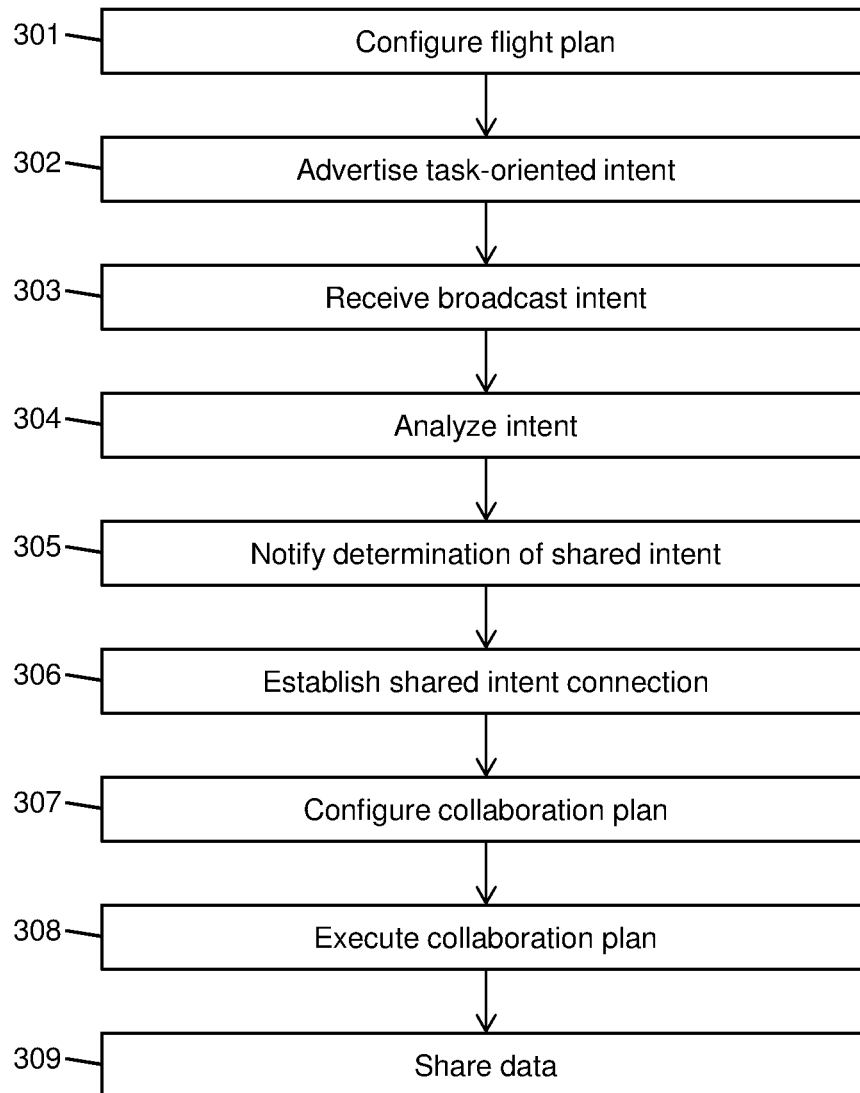 301 Configure flight plan
302 Advertise task-oriented intent
303 Receive broadcast intent
304 Analyze intent
305 Notify determination of shared intent
306 Establish shared intent connection
307 Configure collaboration plan
308 Execute collaboration plan
309 Share data